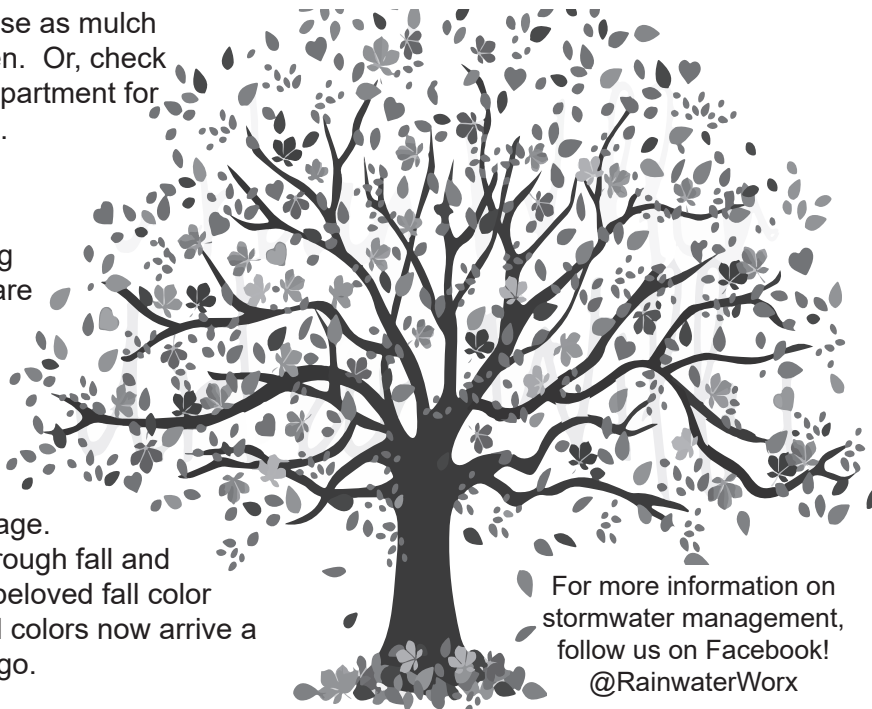 se as mulch
en. Or, check
partment for
.
g
are
age.
rough fall and
beloved fall color
l colors now arrive a
go.
For more information on
stormwater management,
follow us on Facebook!
@RainwaterWorx